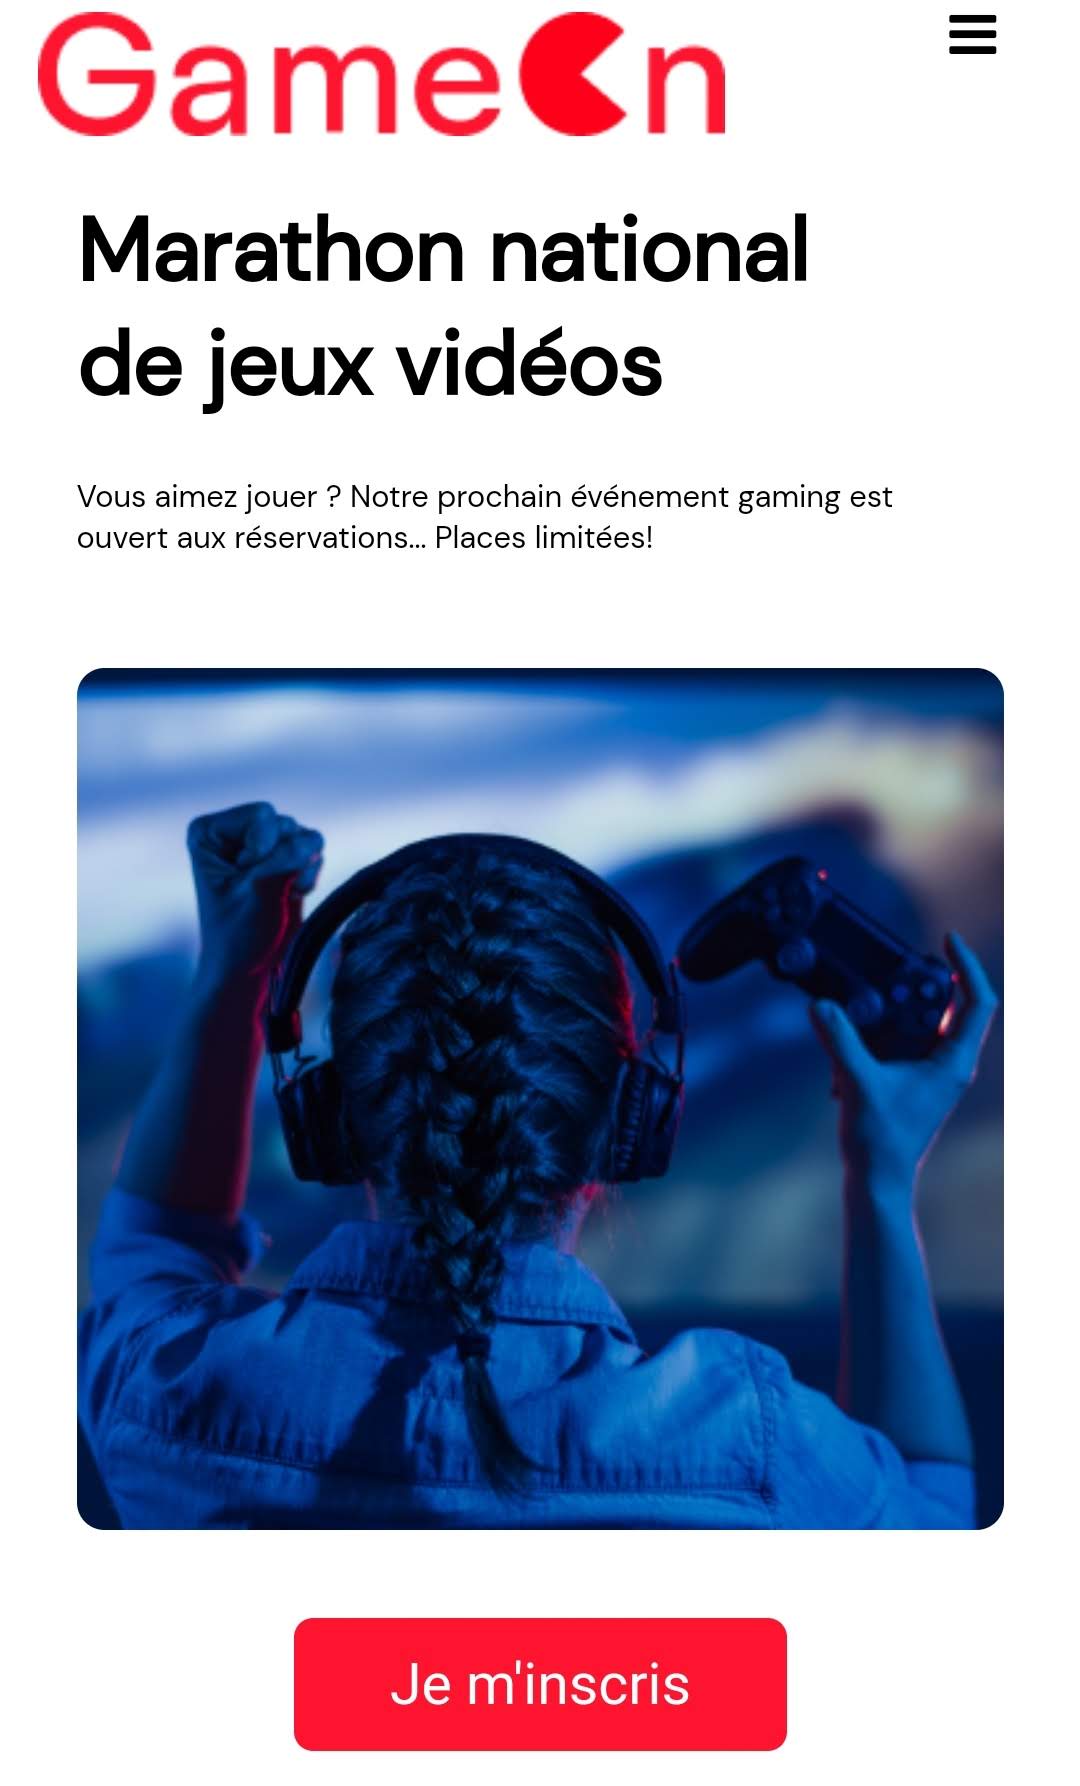 GameOn
Marathon national
de jeux vidéos
Vous aimez jouer ? Notre prochain événement gaming est
ouvert aux réservations... Places limitées!
Je m'inscris